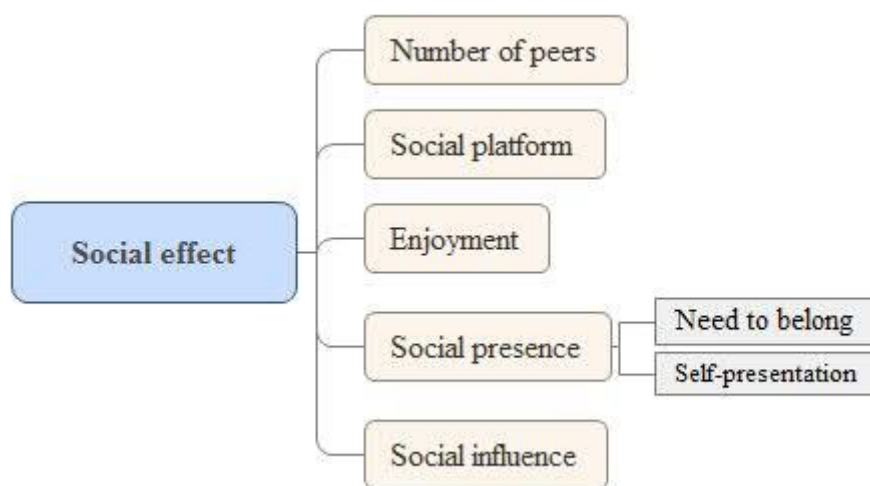 Number of peers
Social platform
Social effect
Enjoyment
Social presence
Need to belong
Self-presentation
Social influence